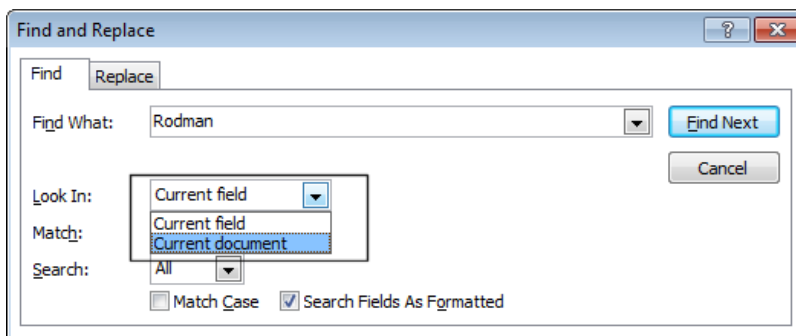 Find and Replace
Find Replace
Find What: Rodman Find Next
Cancel
Look In: Current field
Current field
Match: Current document
Search: All
Match Case Search Fields As Formatted